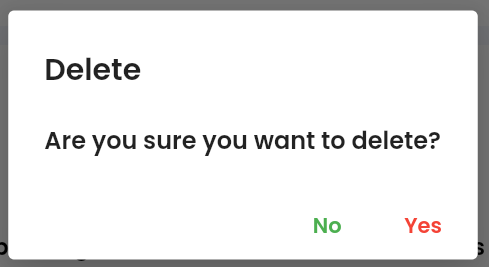 Delete
Are you sure you want to delete?
No
Yes